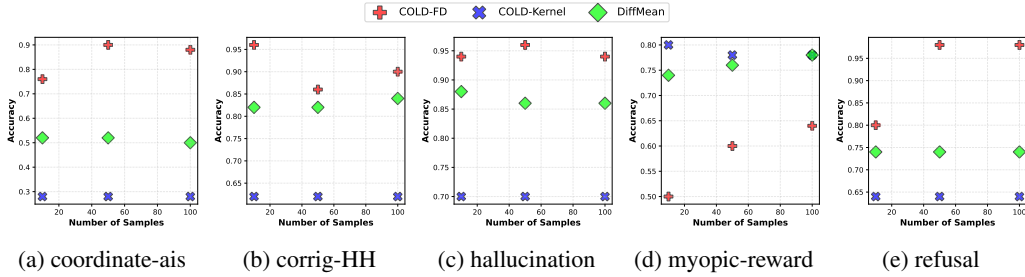 COLD-FD COLD-Kernel DiffMean
Accuracy
0.9
0.8
0.7
0.6
0.5
0.4
0.3
20 40 60 80 100
Number of Samples
(a) coordinate-ais
Accuracy
0.95
0.90
0.85
0.80
0.75
0.70
0.65
20 40 60 80 100
Number of Samples
(b) corrig-HH
Accuracy
0.95
0.90
0.85
0.80
0.75
0.70
20 40 60 80 100
Number of Samples
(c) hallucination
Accuracy
0.80
0.75
0.70
0.65
0.60
0.55
0.50
20 40 60 80 100
Number of Samples
(d) myopic-reward
Accuracy
0.95
0.90
0.85
0.80
0.75
0.70
0.65
20 40 60 80 100
Number of Samples
(e) refusal